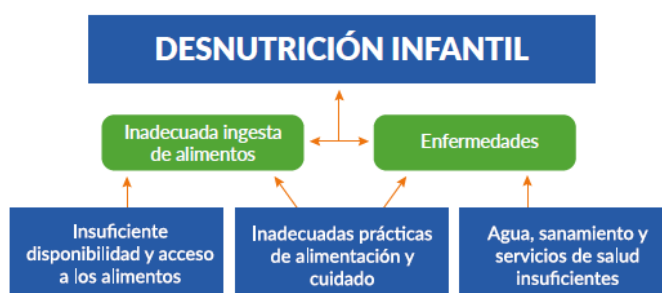 DESNUTRICIÓN INFANTIL
Inadecuada ingesta
de alimentos
Enfermedades
Insuficiente
disponibilidad y acceso
a los alimentos
Inadecuadas prácticas
de alimentación y
cuidado
Agua, sanamiento y
servicios de salud
insuficientes